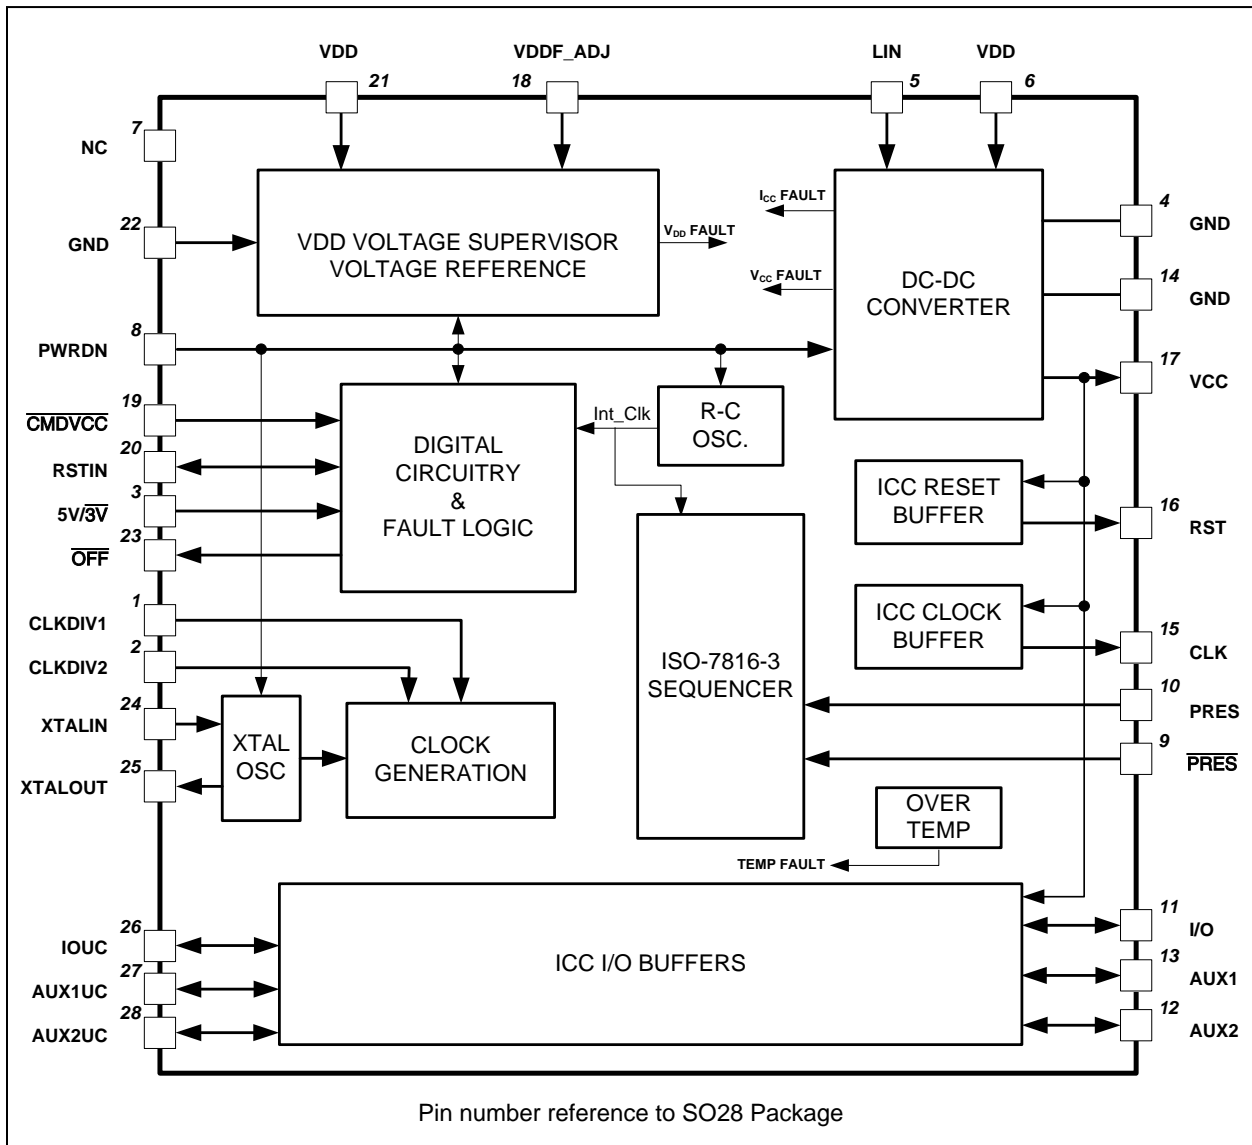 VDD
VDDF_ADJ
LIN
VDD
21
18
5
6
7
NC
I_CC FAULT
4
GND
22
GND
VDD VOLTAGE SUPERVISOR
VOLTAGE REFERENCE
V_DD FAULT
V_CC FAULT
DC-DC
CONVERTER
14
GND
8
PWRDN
17
VCC
19
CMDVCC
20
RSTIN
3
5V/3V
23
OFF
DIGITAL
CIRCUITRY
&
FAULT LOGIC
Int_Clk
R-C
OSC.
ICC RESET
BUFFER
16
RST
1
CLKDIV1
2
CLKDIV2
ICC CLOCK
BUFFER
15
CLK
ISO-7816-3
SEQUENCER
10
PRES
9
PRES
24
XTALIN
25
XTALOUT
XTAL
OSC
CLOCK
GENERATION
OVER
TEMP
TEMP FAULT
26
IOUC
27
AUX1UC
28
AUX2UC
ICC I/O BUFFERS
11
I/O
13
AUX1
12
AUX2
Pin number reference to SO28 Package